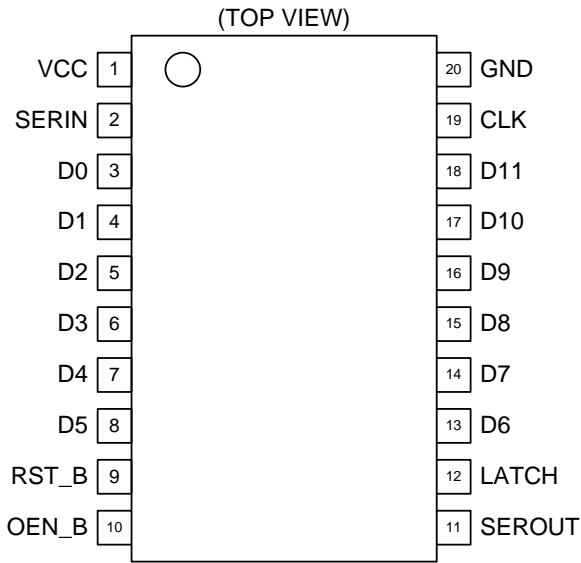 (TOP VIEW)
VCC 1 20 GND
SERIN 2 19 CLK
D0 3 18 D11
D1 4 17 D10
D2 5 16 D9
D3 6 15 D8
D4 7 14 D7
D5 8 13 D6
RST_B 9 12 LATCH
OEN_B 10 11 SEROUT